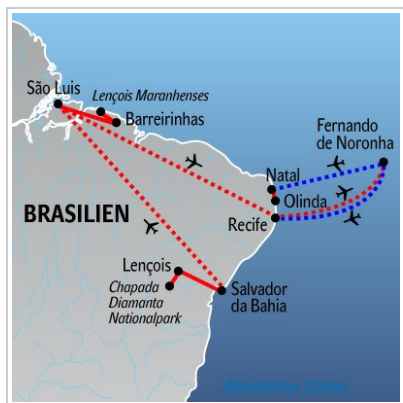 São Luis
Lençois Maranhenses
Barreirinhas
Fernando
de Noronha
Natal
Olinda
Recife
BRASILIEN
Lençois
Chapada
Diamanta
Nationalpark
Salvador
da Bahia
Atlantischer Ozean